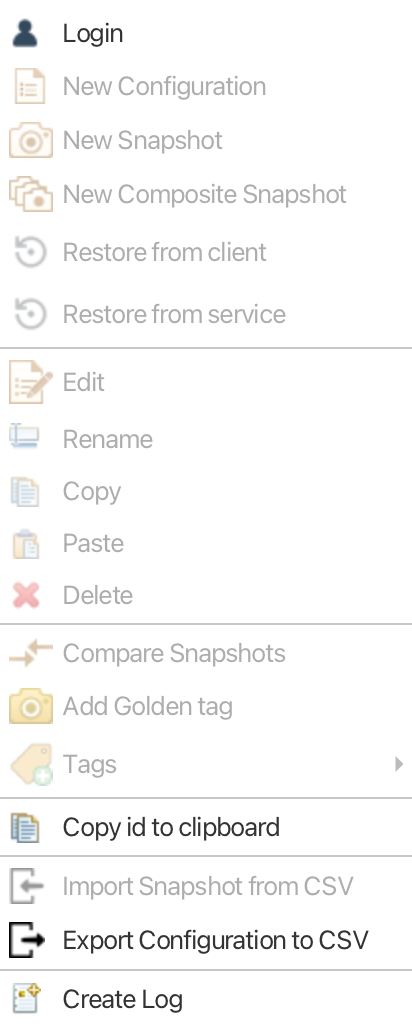 Login
New Configuration
New Snapshot
New Composite Snapshot
Restore from client
Restore from service
Edit
Rename
Copy
Paste
Delete
Compare Snapshots
Add Golden tag
Tags
Copy id to clipboard
Import Snapshot from CSV
Export Configuration to CSV
Create Log